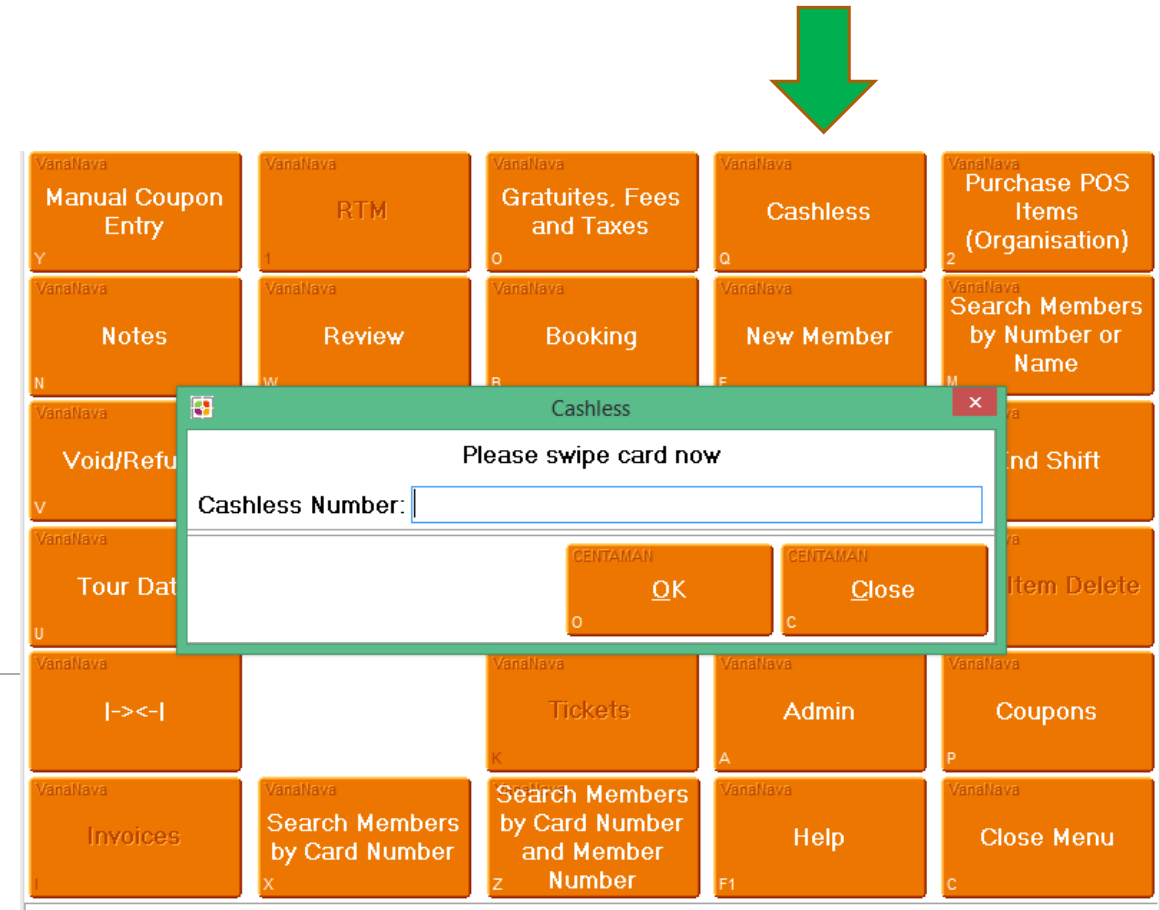 VanaNava
Manual Coupon
Entry
Y
VanaNava
RTM
1
VanaNava
Gratuites, Fees
and Taxes
O
VanaNava
Cashless
Q
VanaNava
Purchase POS
Items
(Organisation)
2
VanaNava
Notes
N
VanaNava
Review
W
VanaNava
Booking
B
VanaNava
New Member
VanaNava
Search Members
by Number or
Name
M
Cashless
Please swipe card now
Cashless Number:
CENTAMAN
OK
O
CENTAMAN
Close
C
VanaNava
Void/Refu
V
va
nd Shift
VanaNava
Tour Dat
U
va
Item Delete
VanaNava
|-><-|
VanaNava
Tickets
K
VanaNava
Admin
A
VanaNava
Coupons
P
VanaNava
Invoices
I
VanaNava
Search Members
by Card Number
X
VanaNava
Search Members
by Card Number
and Member
Number
Z
VanaNava
Help
F1
VanaNava
Close Menu
C